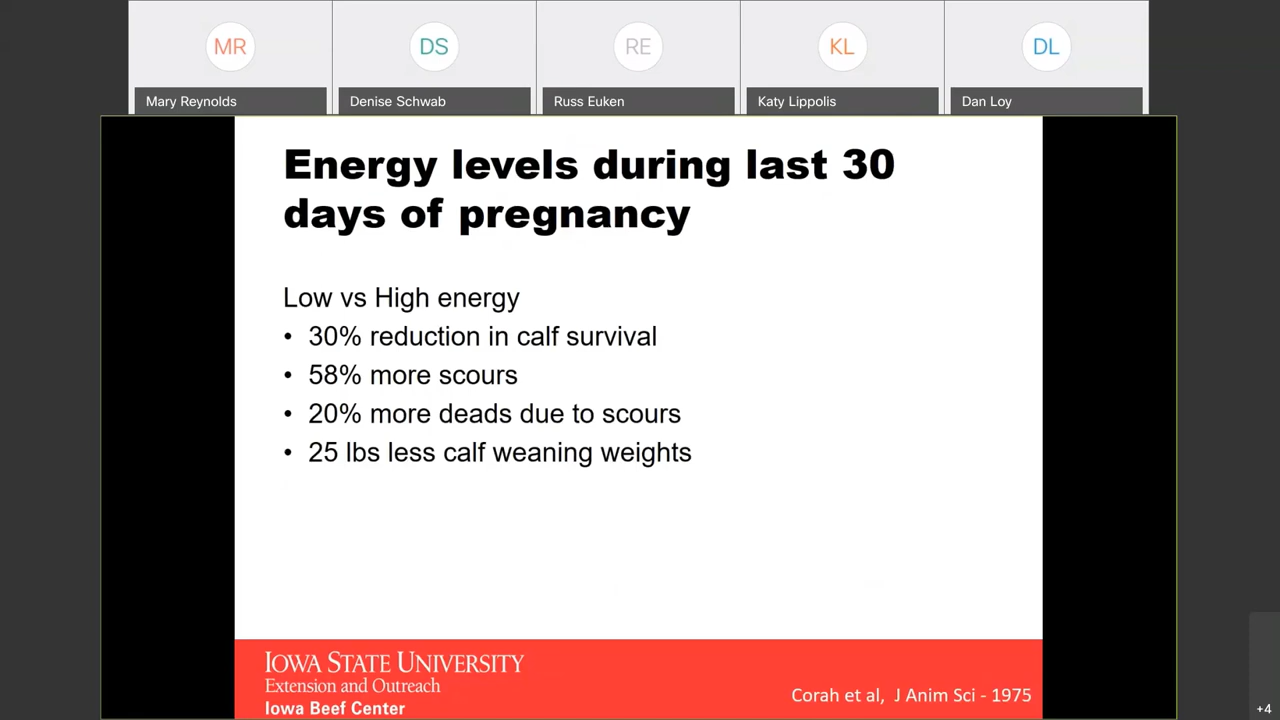 MR
DS
RE
KL
DL
Mary Reynolds
Denise Schwab
Russ Euken
Katy Lippolis
Dan Loy
Energy levels during last 30
days of pregnancy
Low vs High energy
• 30% reduction in calf survival
• 58% more scours
• 20% more deads due to scours
• 25 lbs less calf weaning weights
IOWA STATE UNIVERSITY
Extension and Outreach
Iowa Beef Center
Corah et al, J Anim Sci - 1975
+4